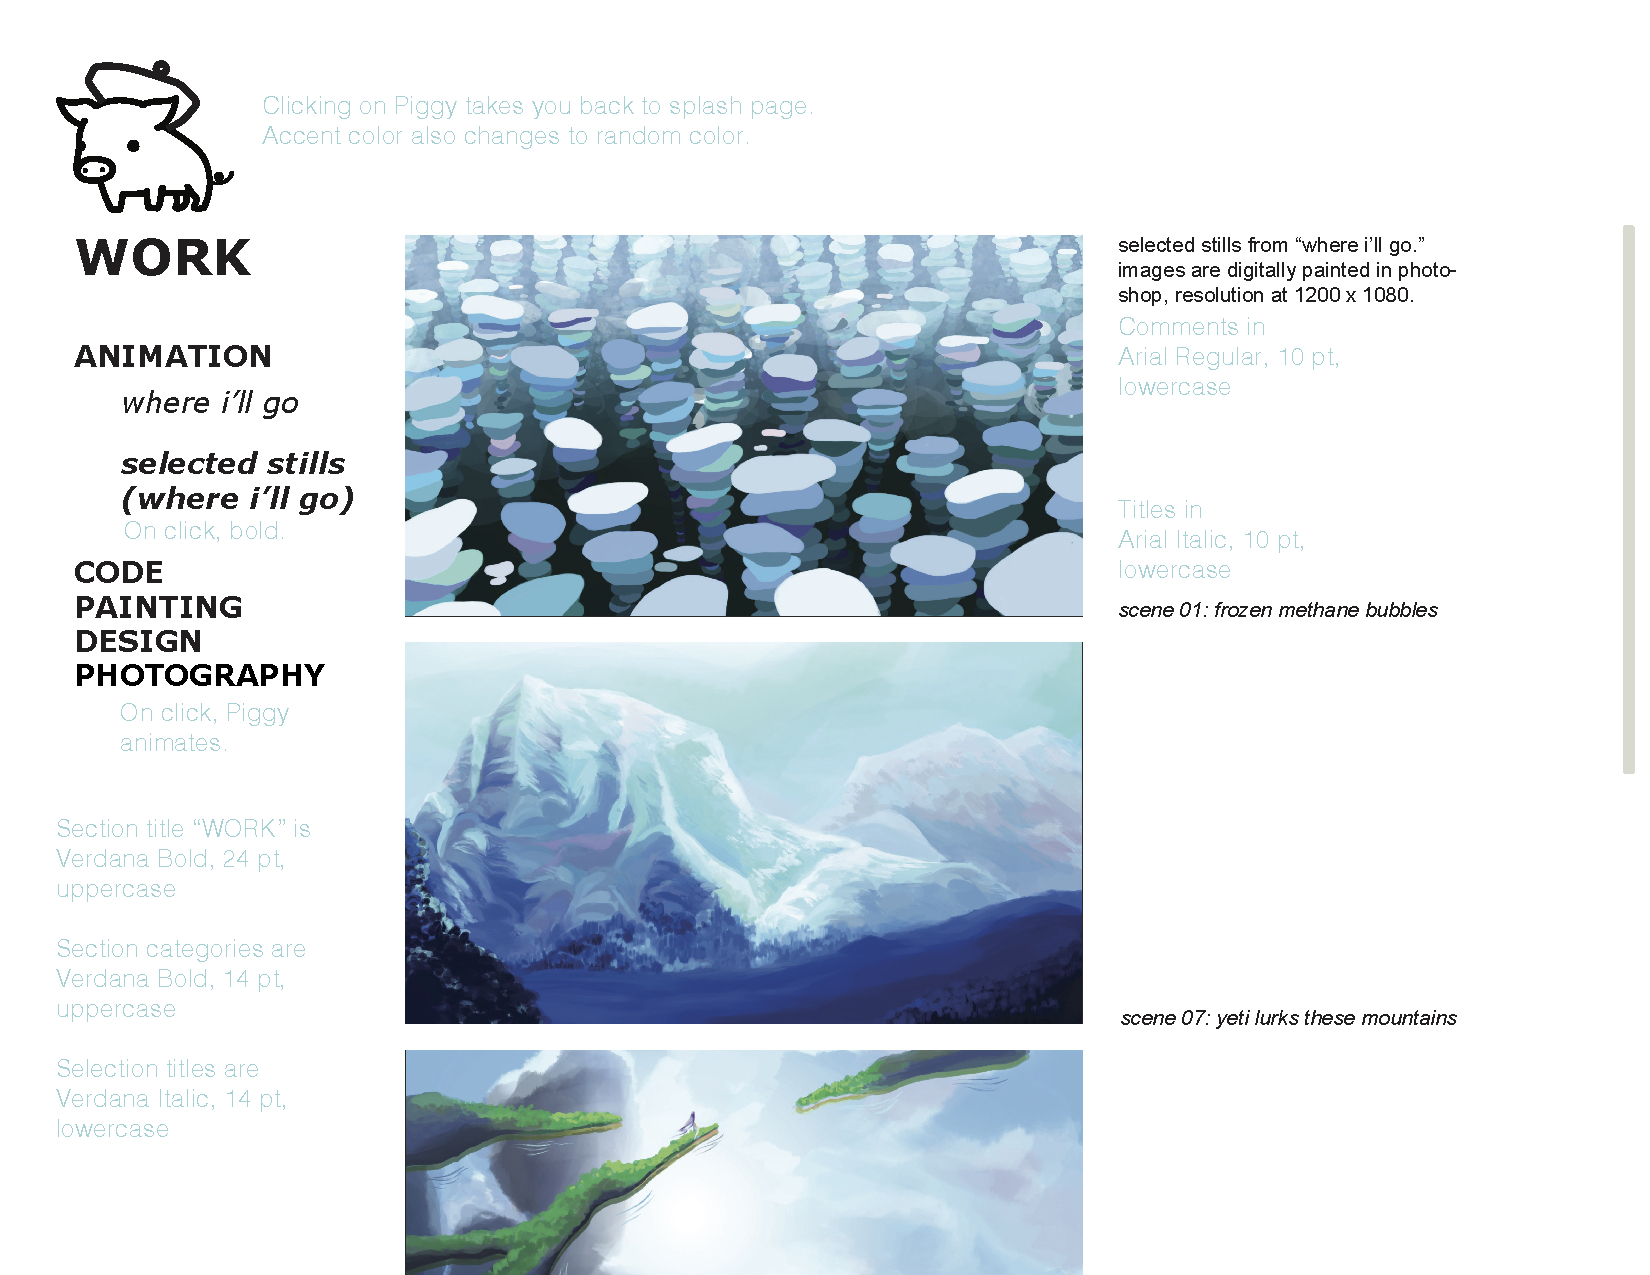 Clicking on Piggy takes you back to splash page.
Accent color also changes to random color.
WORK
ANIMATION
where i’ll go
selected stills
(where i’ll go)
On click, bold.
CODE
PAINTING
DESIGN
PHOTOGRAPHY
On click, Piggy
animates.
Section title “WORK” is
Verdana Bold, 24 pt,
uppercase
Section categories are
Verdana Bold, 14 pt,
uppercase
Selection titles are
Verdana Italic, 14 pt,
lowercase
selected stills from “where i’ll go.”
images are digitally painted in photo-
shop, resolution at 1200 x 1080.
Comments in
Arial Regular, 10 pt,
lowercase
Titles in
Arial Italic, 10 pt,
lowercase
scene 01: frozen methane bubbles
scene 07: yeti lurks these mountains